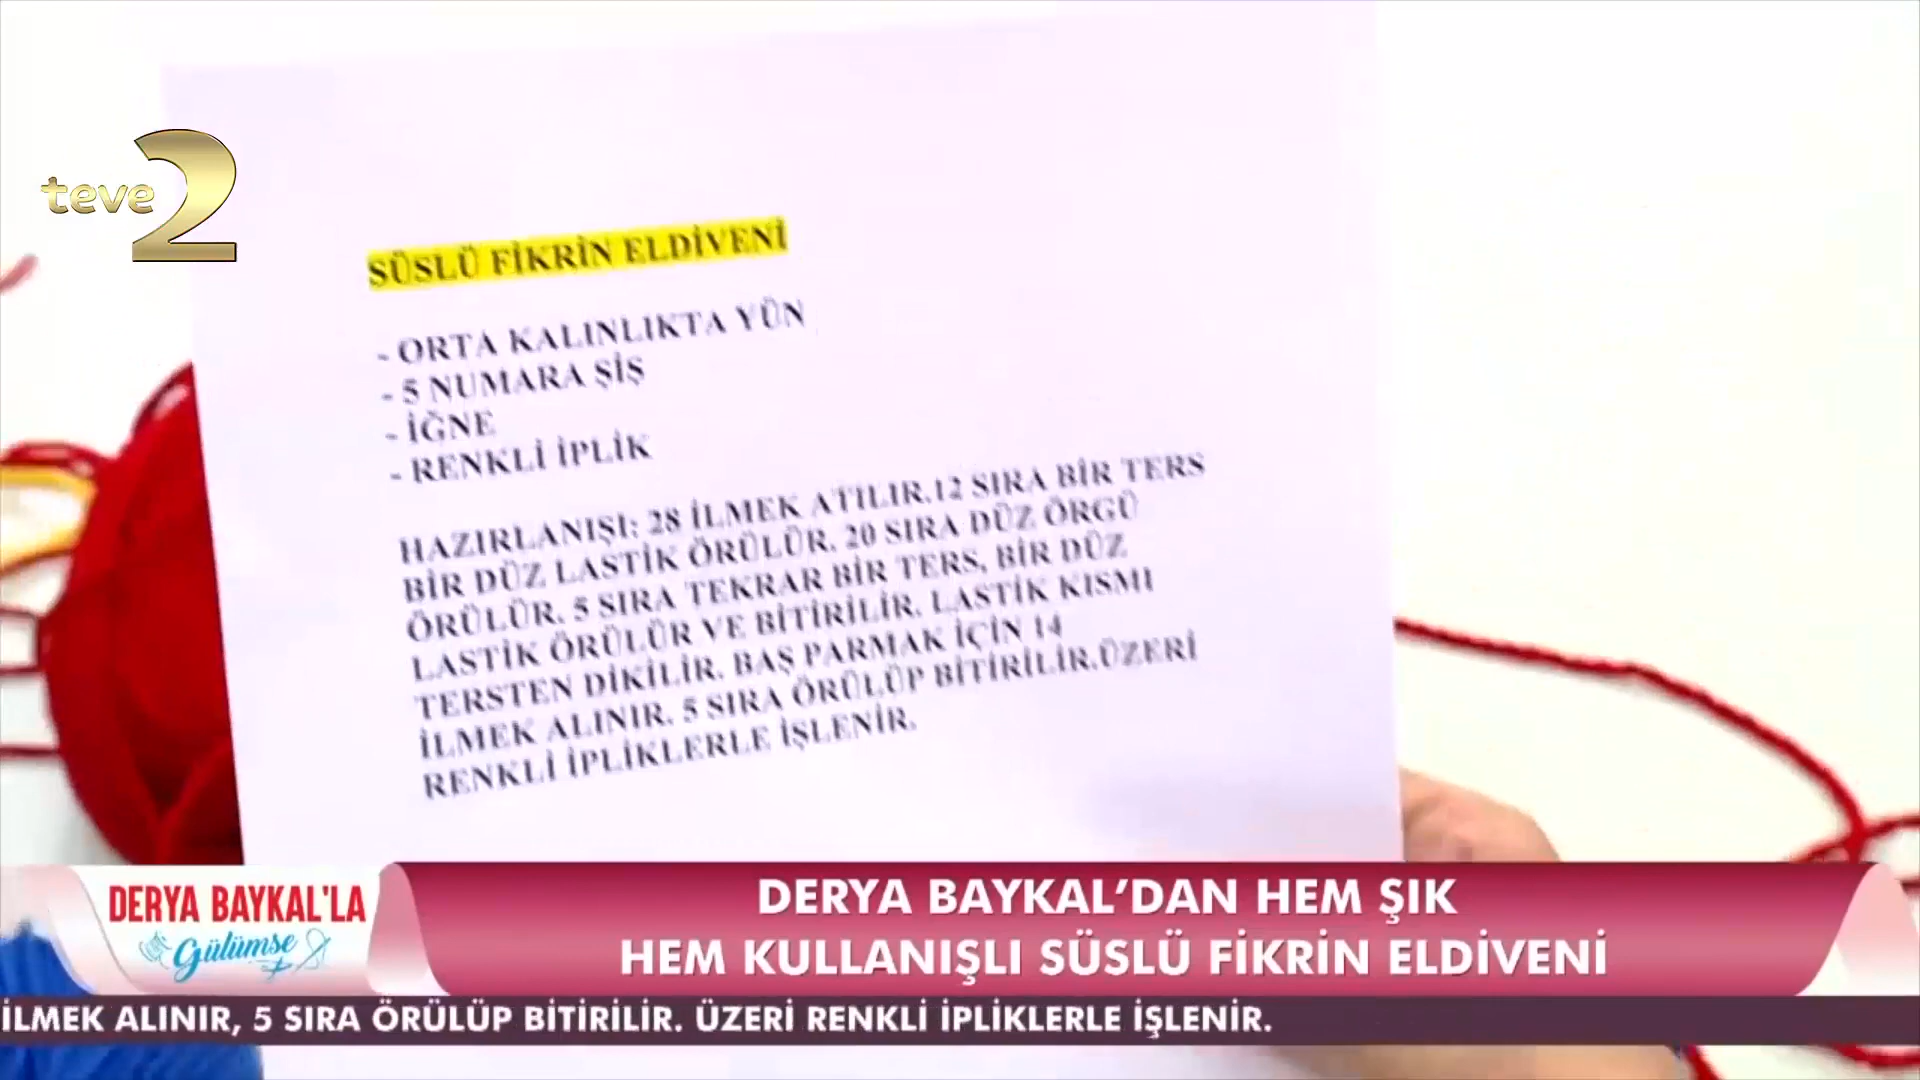 teve2
SÜSLÜ FİKRİN ELDİVENİ
- ORTA KALINLIKTA YÜN
- 5 NUMARA ŞİŞ
- İĞNE
- RENKLİ İPLİK
HAZIRLANIŞI: 28 İLMEK ATILIR.12 SIRA BİR TERS
BİR DÜZ LASTİK ÖRÜLÜR. 20 SIRA DÜZ ÖRGÜ
ÖRÜLÜR. 5 SIRA TEKRAR BİR TERS, BİR DÜZ
LASTİK ÖRÜLÜR VE BİTİRİLİR. LASTİK KISMI
TERSTEN DİKİLİR. BAŞ PARMAK İÇİN 14
İLMEK ALINIR. 5 SIRA ÖRÜLÜP BİTİRİLİR.ÜZERİ
RENKLİ İPLİKLERLE İŞLENİR.
DERYA BAYKAL'LA
Gülümse
DERYA BAYKAL’DAN HEM ŞIK
HEM KULLANIŞLI SÜSLÜ FİKRİN ELDİVENİ
İLMEK ALINIR, 5 SIRA ÖRÜLÜP BİTİRİLİR. ÜZERİ RENKLİ İPLİKLERLE İŞLENİR.